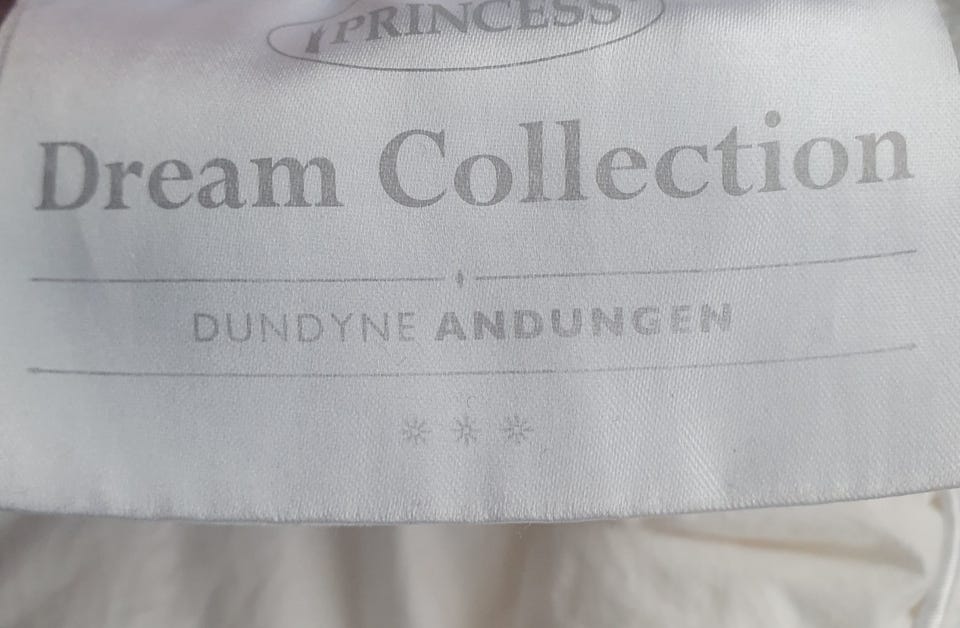 PRINCESS
Dream Collection
DUNDYNE ANDUNGEN
***